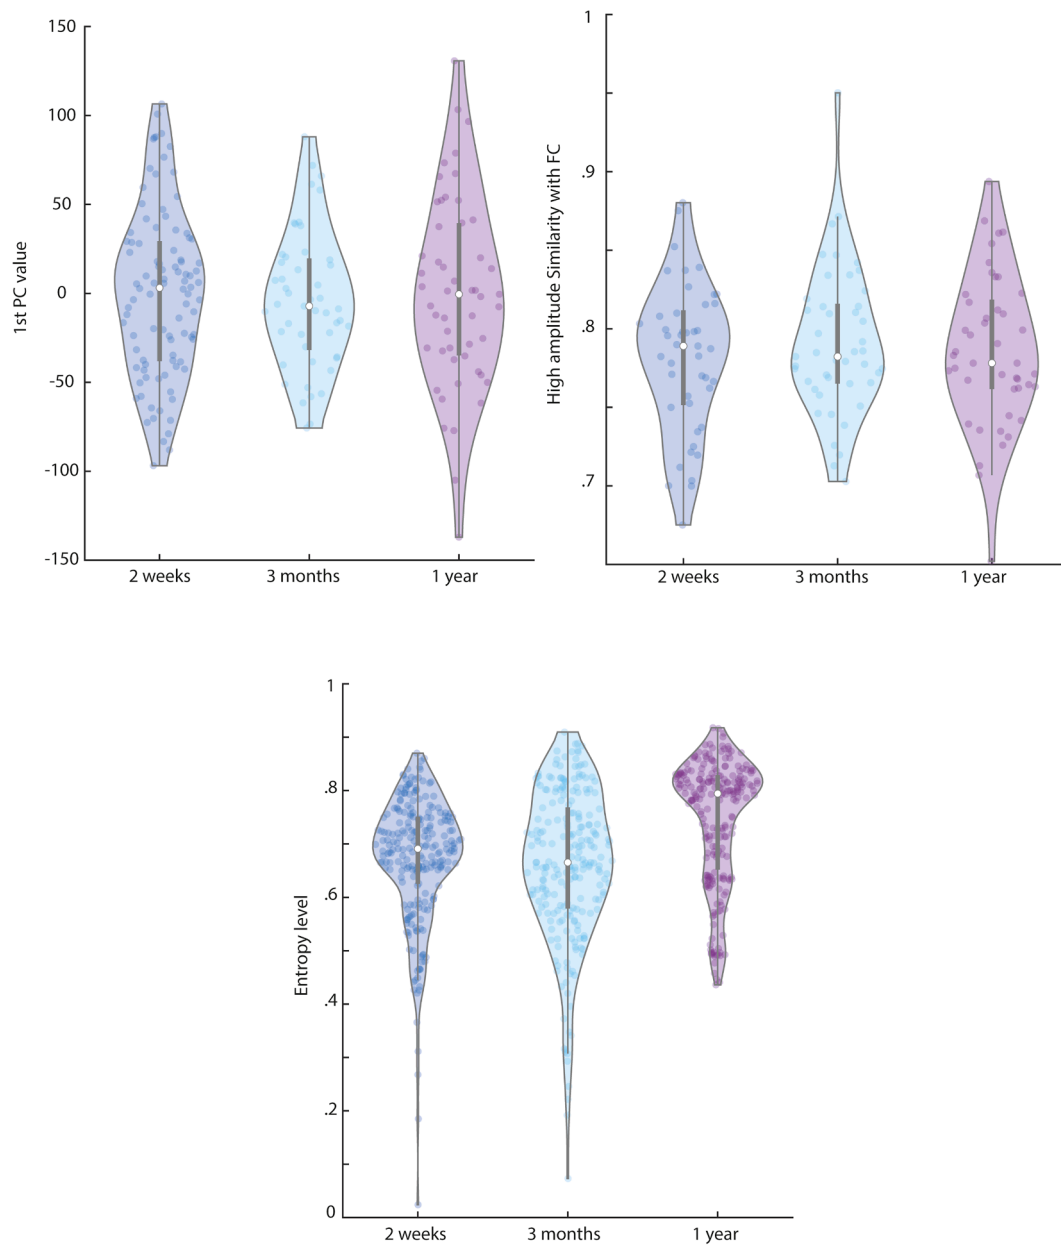 150
100
50
0
-50
-100
-150
1st PC value
2 weeks
3 months
1 year
1
.9
.8
.7
High amplitude Similarity with FC
2 weeks
3 months
1 year
1
.8
.6
.4
.2
0
Entropy level
2 weeks
3 months
1 year